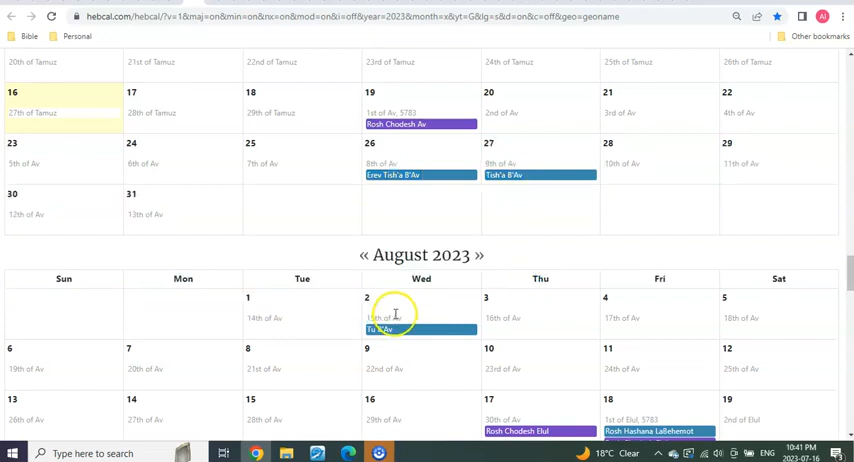 hebcal.com/hebcal/?v=1&maj=on&min=on&nx=on&mod=on&i=off&year=2023&month=x&yt=G&lg=s&d=on&c=off&geo=geoname
AI
Bible Personal Other bookmarks
20th of Tamuz 21st of Tamuz 22nd of Tamuz 23rd of Tamuz 24th of Tamuz 25th of Tamuz 26th of Tamuz
16 17 18 19 20 21 22
27th of Tamuz 28th of Tamuz 29th of Tamuz 1st of Av, 5783 2nd of Av 3rd of Av 4th of Av
Rosh Chodesh Av
23 24 25 26 27 28 29
5th of Av 6th of Av 7th of Av 8th of Av 9th of Av 10th of Av 11th of Av
Erev Tish'a B'Av Tish'a B'Av
30 31
12th of Av 13th of Av
« August 2023 »
Sun Mon Tue Wed Thu Fri Sat
1 2 3 4 5
14th of Av 15th of Av 16th of Av 17th of Av 18th of Av
Tu B'Av
6 7 8 9 10 11 12
19th of Av 20th of Av 21st of Av 22nd of Av 23rd of Av 24th of Av 25th of Av
13 14 15 16 17 18 19
26th of Av 27th of Av 28th of Av 29th of Av 30th of Av 1st of Elul, 5783 2nd of Elul
Rosh Chodesh Elul Rosh Hashana LaBehemot
Type here to search 18°C Clear ENG 10:41 PM
2023-07-16